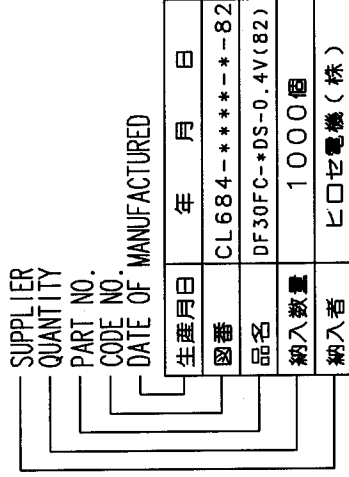 SUPPLIER
QUANTITY
PART NO.
CODE NO.
DATE OF MANUFACTURED
生産月日 年 月 日
図番 CL684-****-*-82
品名 DF30FC-*DS-0.4V(82)
納入数量 1000個
納入者 ヒロセ電機(株)